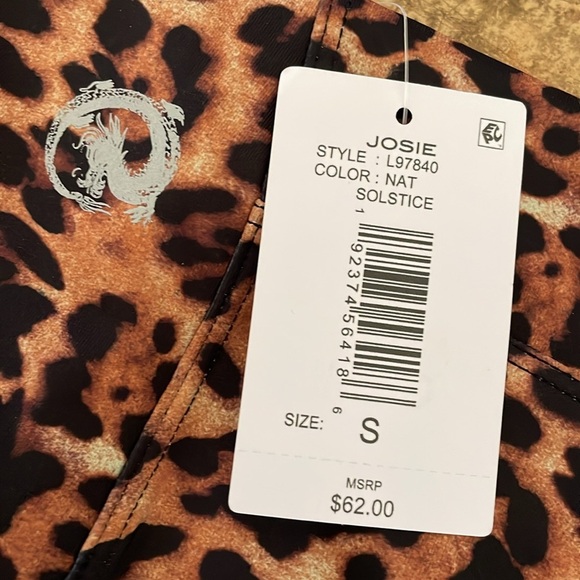 JOSIE
STYLE : L97840
COLOR : NAT
SOLSTICE
1 92374 56418 6
SIZE: S
MSRP
$62.00